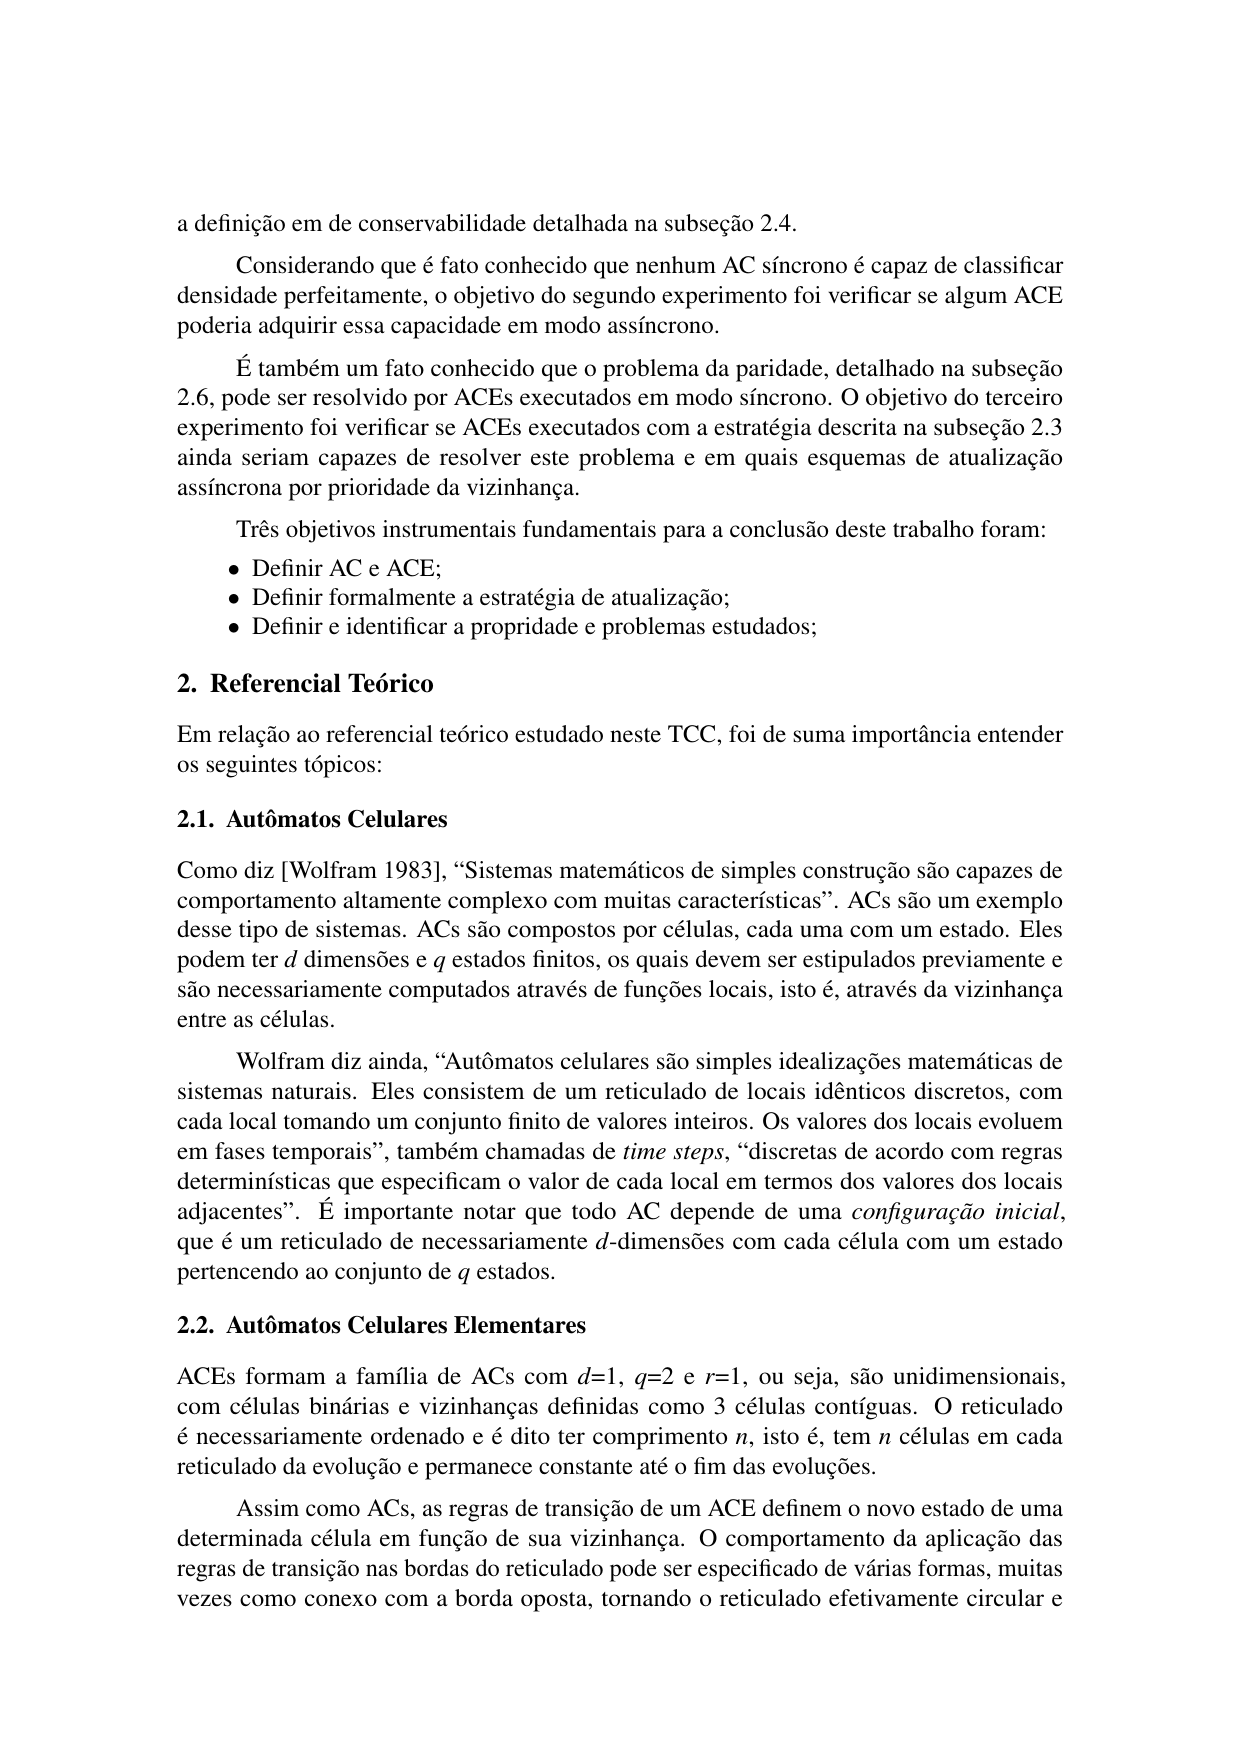 a definição em de conservabilidade detalhada na subseção 2.4.
Considerando que é fato conhecido que nenhum AC síncrono é capaz de classificar
densidade perfeitamente, o objetivo do segundo experimento foi verificar se algum ACE
poderia adquirir essa capacidade em modo assíncrono.
É também um fato conhecido que o problema da paridade, detalhado na subseção
2.6, pode ser resolvido por ACEs executados em modo síncrono. O objetivo do terceiro
experimento foi verificar se ACEs executados com a estratégia descrita na subseção 2.3
ainda seriam capazes de resolver este problema e em quais esquemas de atualização
assíncrona por prioridade da vizinhança.
Três objetivos instrumentais fundamentais para a conclusão deste trabalho foram:
• Definir AC e ACE;
• Definir formalmente a estratégia de atualização;
• Definir e identificar a propridade e problemas estudados;
2. Referencial Teórico
Em relação ao referencial teórico estudado neste TCC, foi de suma importância entender
os seguintes tópicos:
2.1. Autômatos Celulares
Como diz [Wolfram 1983], “Sistemas matemáticos de simples construção são capazes de
comportamento altamente complexo com muitas características”. ACs são um exemplo
desse tipo de sistemas. ACs são compostos por células, cada uma com um estado. Eles
podem ter d dimensões e q estados finitos, os quais devem ser estipulados previamente e
são necessariamente computados através de funções locais, isto é, através da vizinhança
entre as células.
Wolfram diz ainda, “Autômatos celulares são simples idealizações matemáticas de
sistemas naturais. Eles consistem de um reticulado de locais idênticos discretos, com
cada local tomando um conjunto finito de valores inteiros. Os valores dos locais evoluem
em fases temporais”, também chamadas de time steps, “discretas de acordo com regras
determinísticas que especificam o valor de cada local em termos dos valores dos locais
adjacentes”. É importante notar que todo AC depende de uma configuração inicial,
que é um reticulado de necessariamente d-dimensões com cada célula com um estado
pertencendo ao conjunto de q estados.
2.2. Autômatos Celulares Elementares
ACEs formam a família de ACs com d=1, q=2 e r=1, ou seja, são unidimensionais,
com células binárias e vizinhanças definidas como 3 células contíguas. O reticulado
é necessariamente ordenado e é dito ter comprimento n, isto é, tem n células em cada
reticulado da evolução e permanece constante até o fim das evoluções.
Assim como ACs, as regras de transição de um ACE definem o novo estado de uma
determinada célula em função de sua vizinhança. O comportamento da aplicação das
regras de transição nas bordas do reticulado pode ser especificado de várias formas, muitas
vezes como conexo com a borda oposta, tornando o reticulado efetivamente circular e